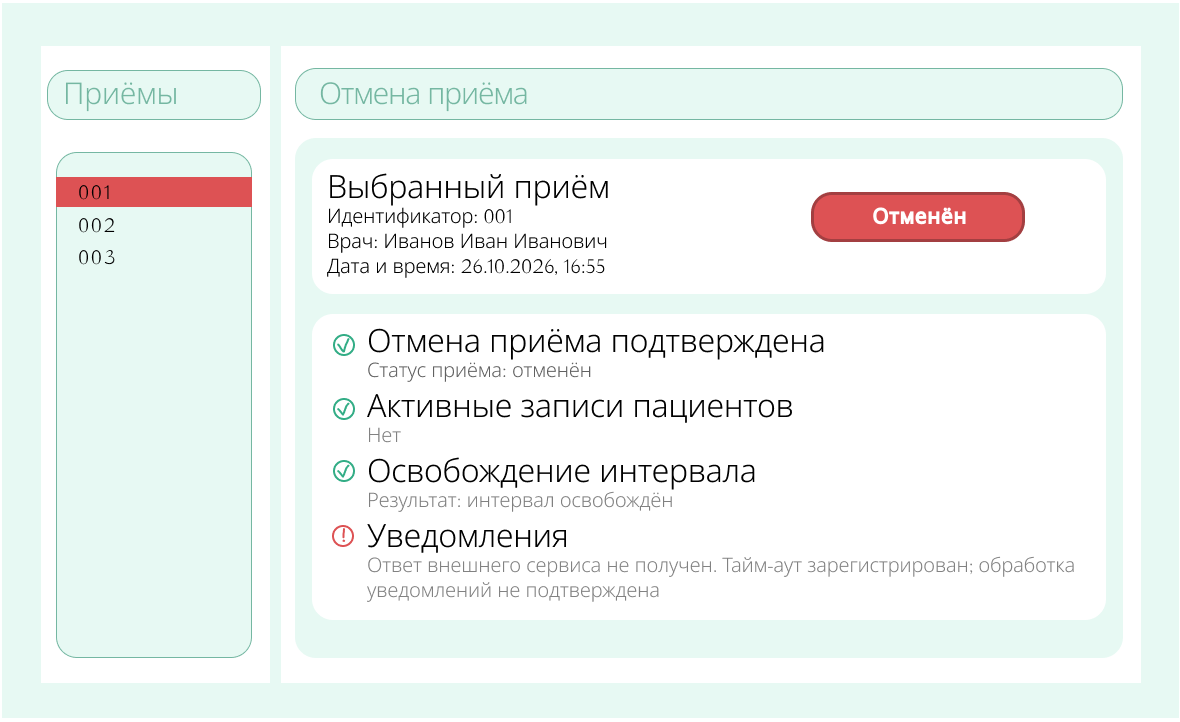 Приёмы
001
002
003
Отмена приёма
Выбранный приём
Идентификатор: 001
Врач: Иванов Иван Иванович
Дата и время: 26.10.2026, 16:55
Отменён
Отмена приёма подтверждена
Статус приёма: отменён
Активные записи пациентов
Нет
Освобождение интервала
Результат: интервал освобождён
Уведомления
Ответ внешнего сервиса не получен. Тайм-аут зарегистрирован; обработка
уведомлений не подтверждена